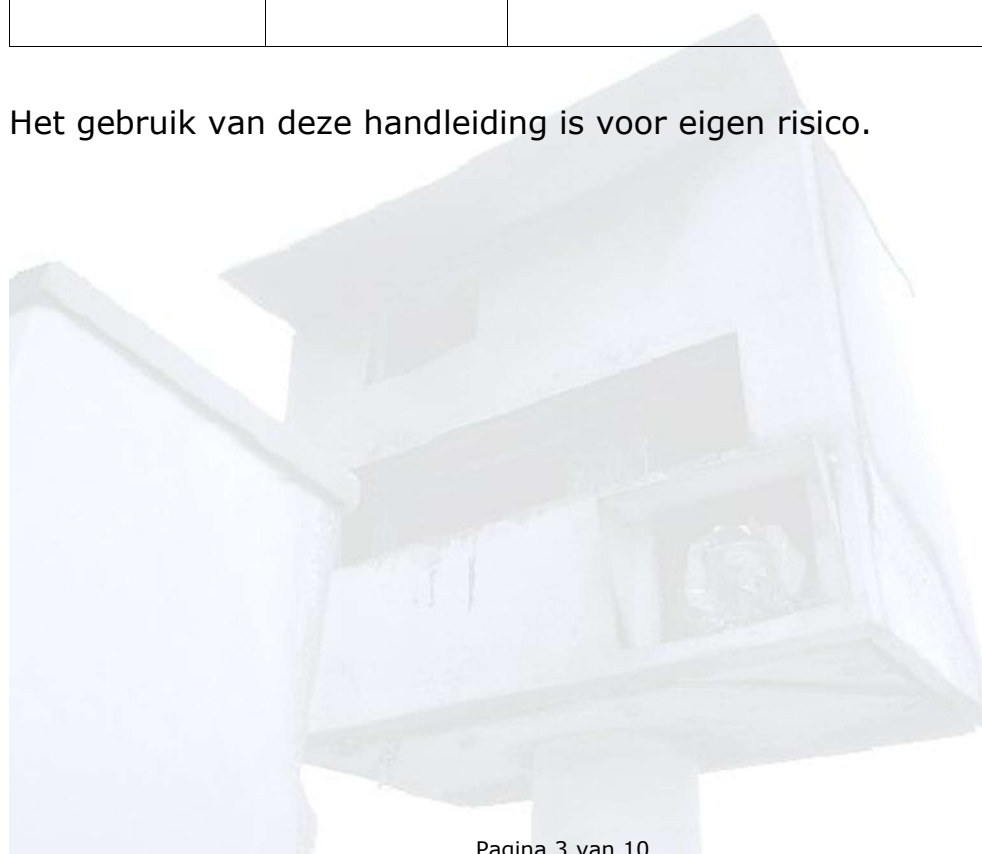 Het gebruik van deze handleiding is voor eigen risico.
Pagina 3 van 10